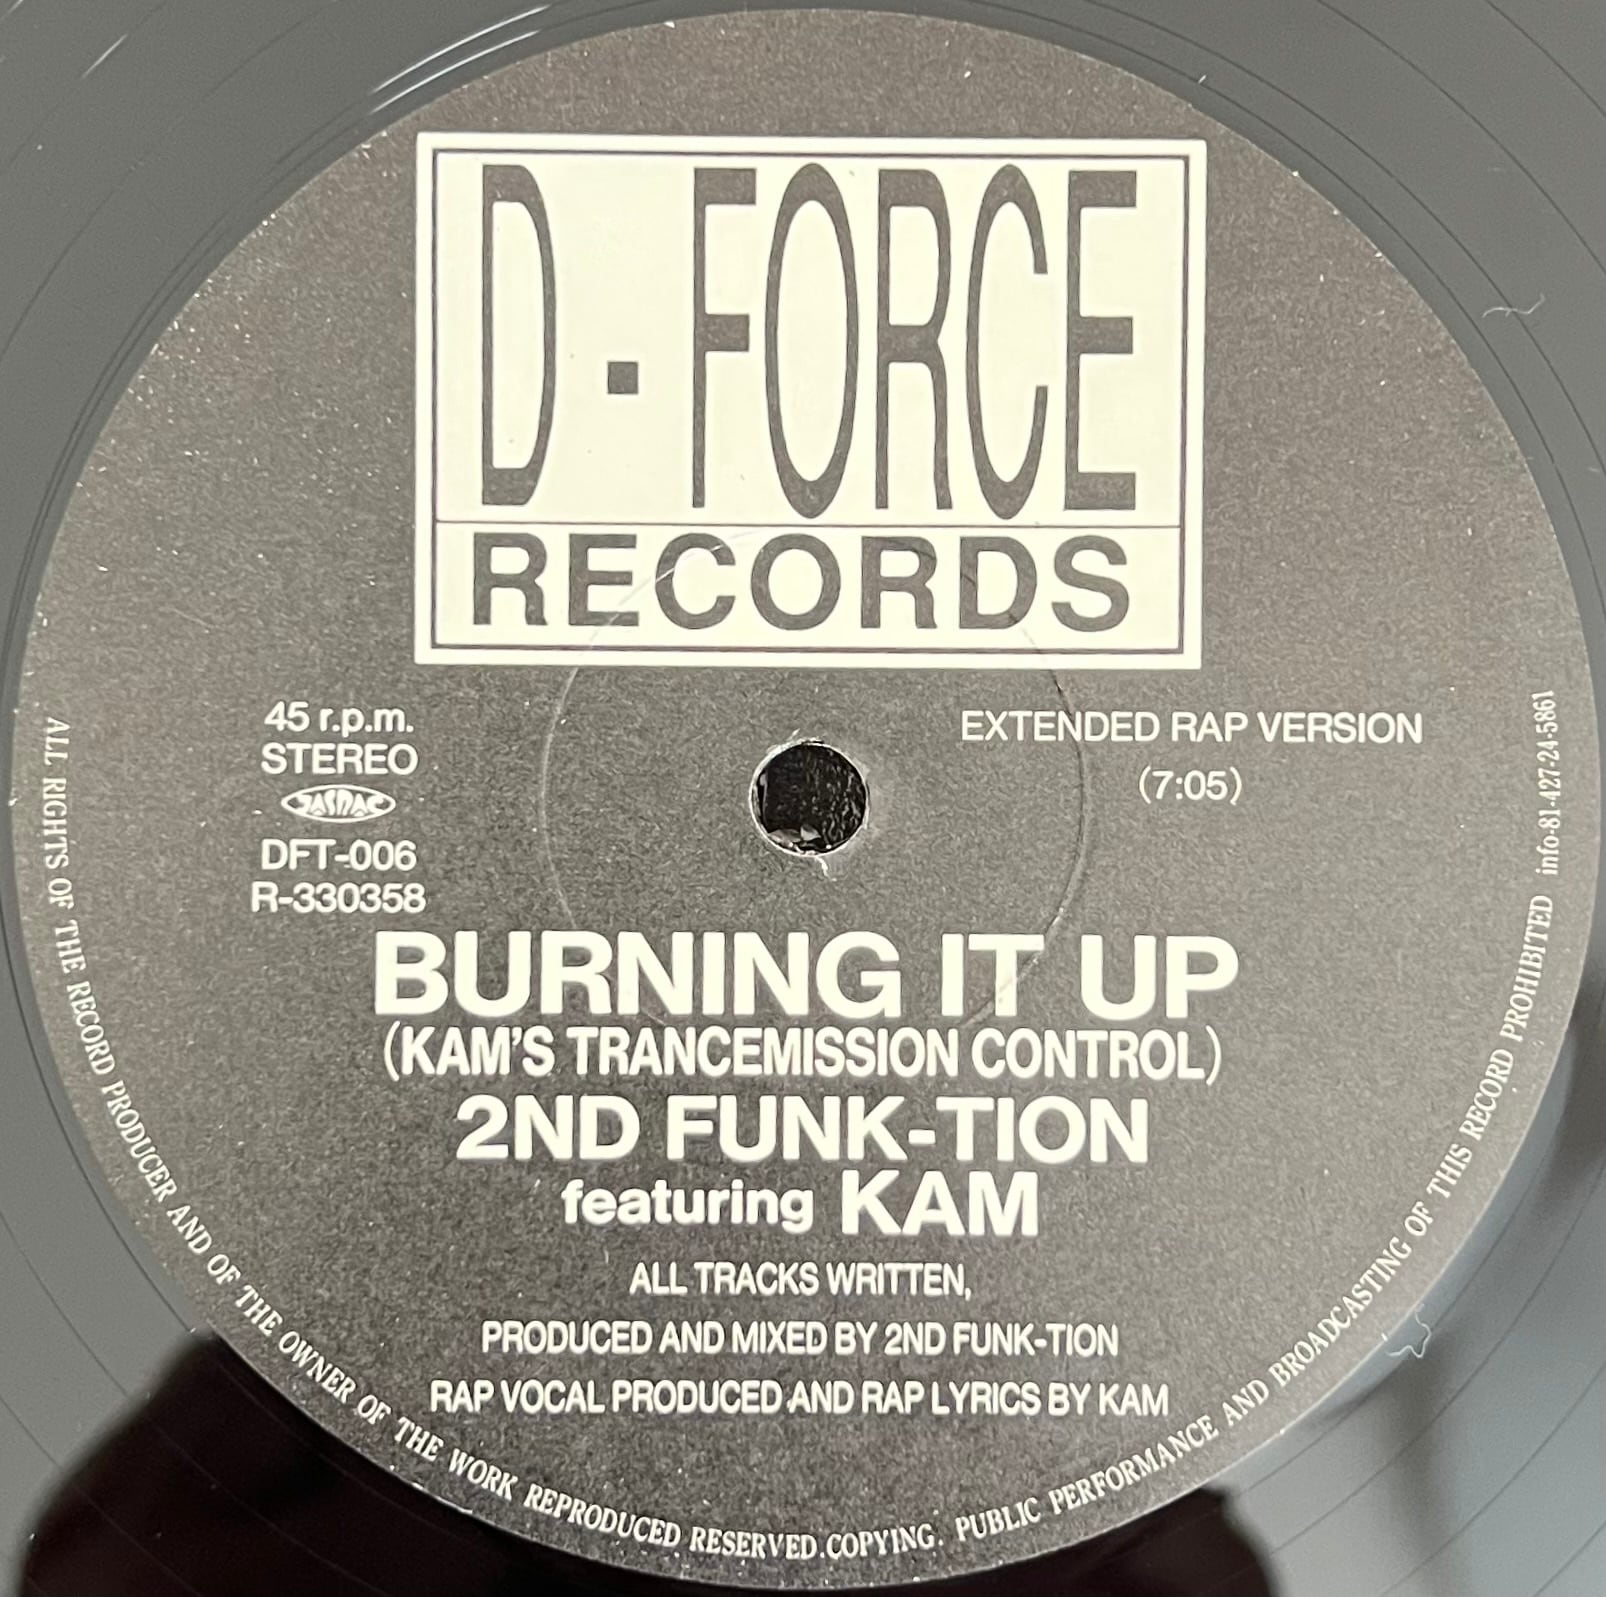 D-FORCE
RECORDS
45 r.p.m.
STEREO
JASRAC
DFT-006
R-330358
EXTENDED RAP VERSION
(7:05)
BURNING IT UP
(KAM'S TRANCEMISSION CONTROL)
2ND FUNK-TION
featuring KAM
ALL TRACKS WRITTEN,
PRODUCED AND MIXED BY 2ND FUNK-TION
RAP VOCAL PRODUCED AND RAP LYRICS BY KAM
ALL RIGHTS OF THE RECORD PRODUCER AND OF THE OWNER OF THE WORK REPRODUCED RESERVED.COPYING. PUBLIC PERFORMANCE AND BROADCASTING OF THIS RECORD PROHIBITED info-81-427-24-5861